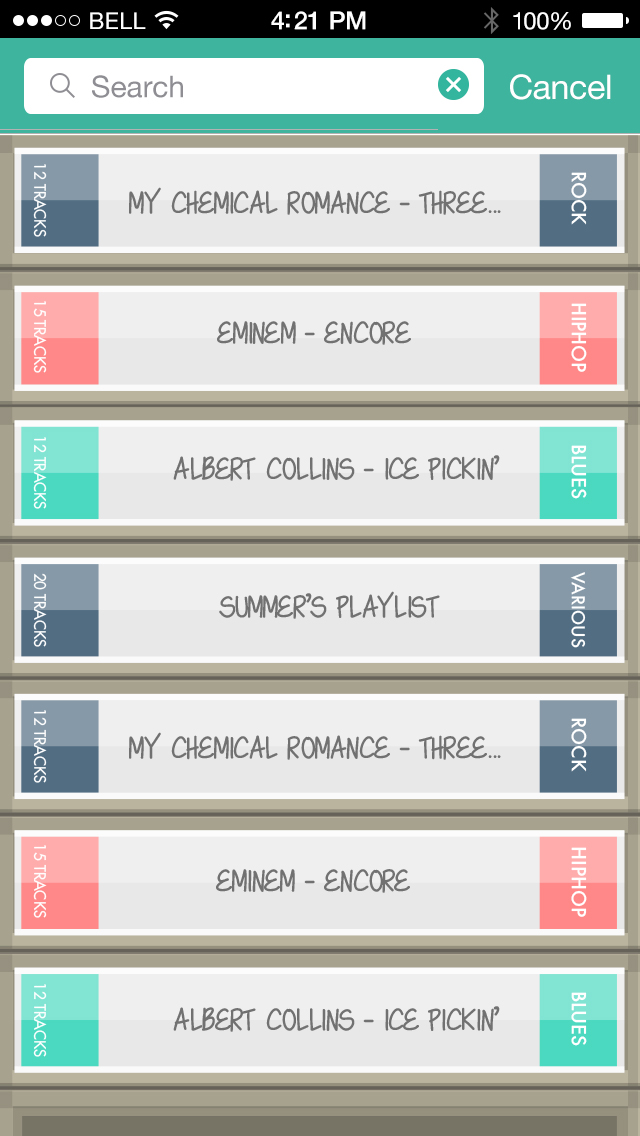 BELL 4:21 PM 100%
Search Cancel
12 TRACKS MY CHEMICAL ROMANCE - THREE... ROCK
15 TRACKS EMINEM - ENCORE HIPHOP
12 TRACKS ALBERT COLLINS - ICE PICKIN' BLUES
20 TRACKS SUMMER'S PLAYLIST VARIOUS
12 TRACKS MY CHEMICAL ROMANCE - THREE... ROCK
15 TRACKS EMINEM - ENCORE HIPHOP
12 TRACKS ALBERT COLLINS - ICE PICKIN' BLUES